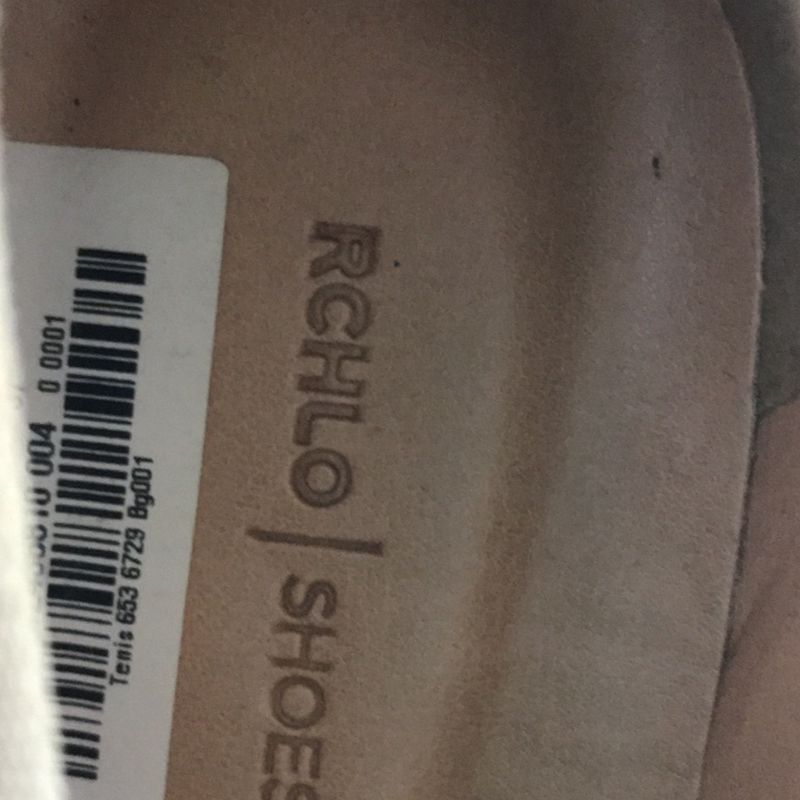 RCHLO | SHOES
004 0 0001
Tenis 653 6729 Bg001